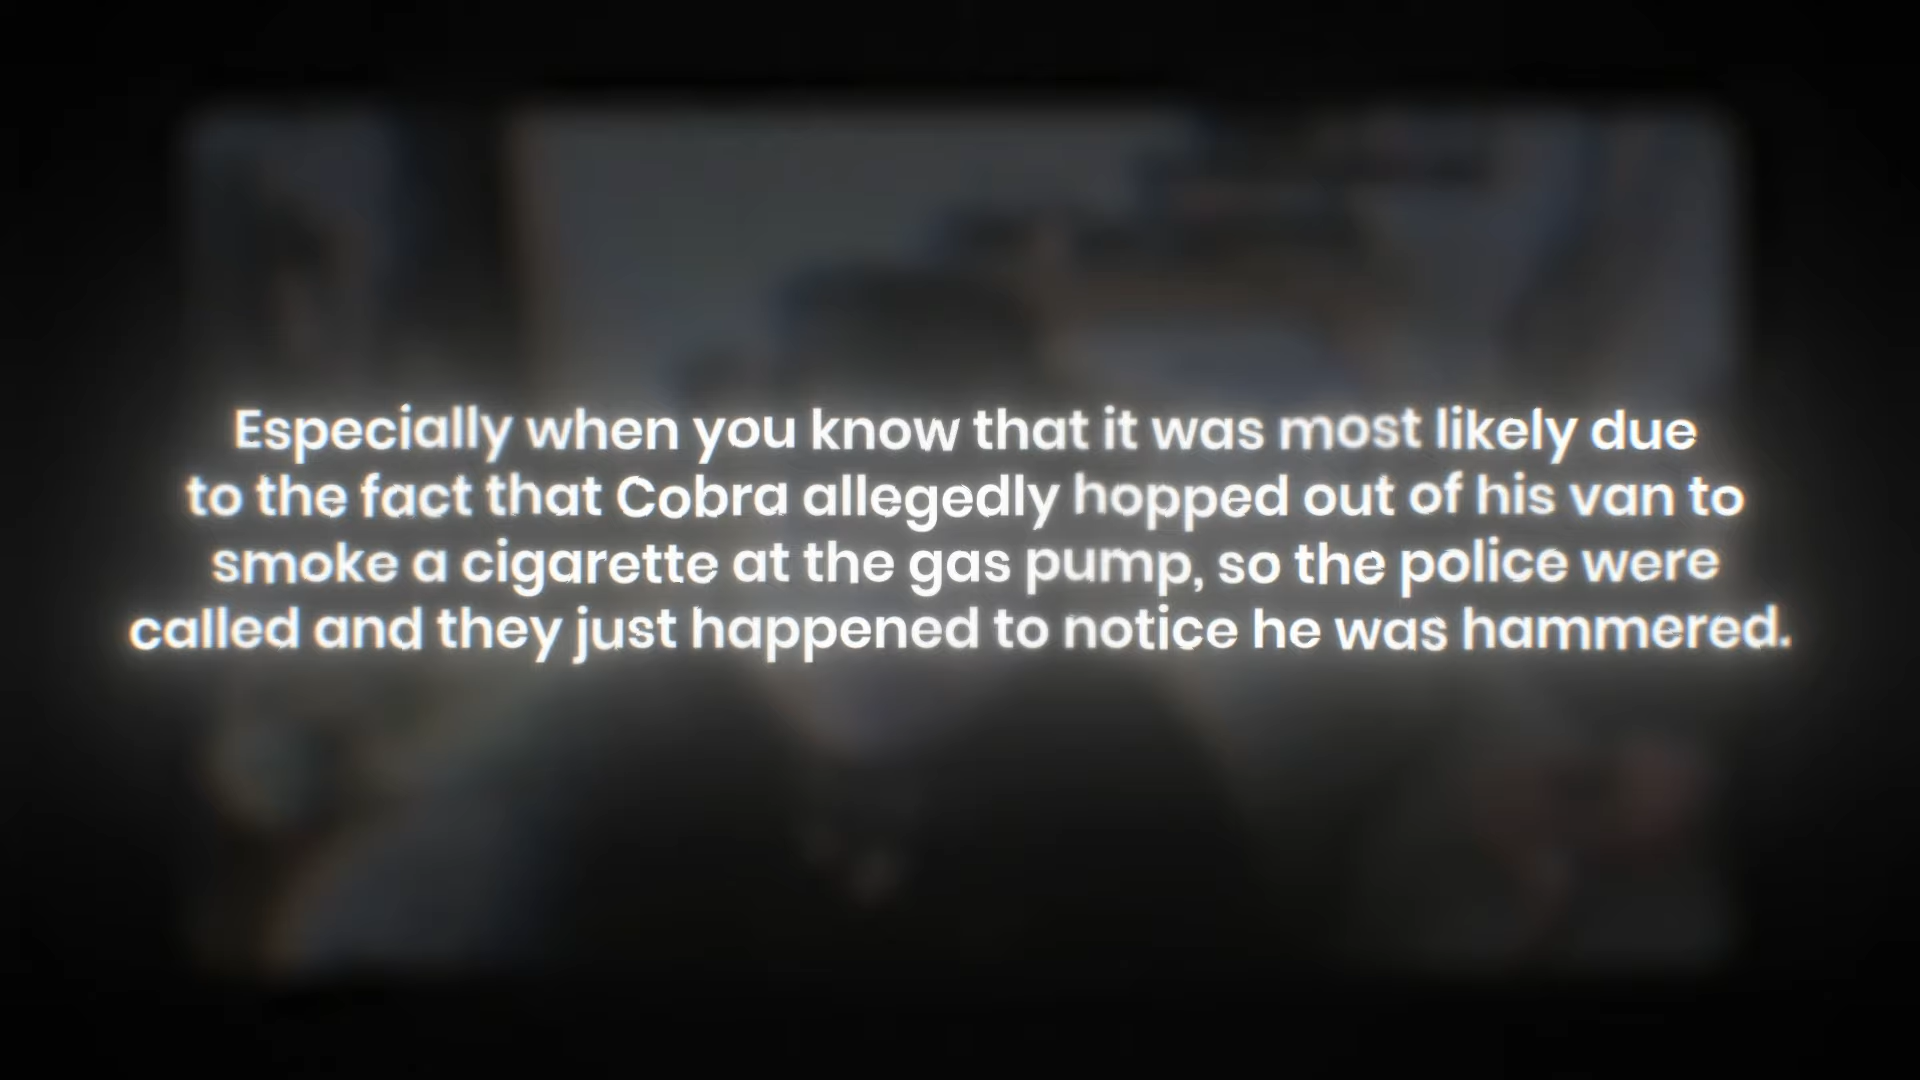 Especially when you know that it was most likely due
to the fact that Cobra allegedly hopped out of his van to
smoke a cigarette at the gas pump, so the police were
called and they just happened to notice he was hammered.